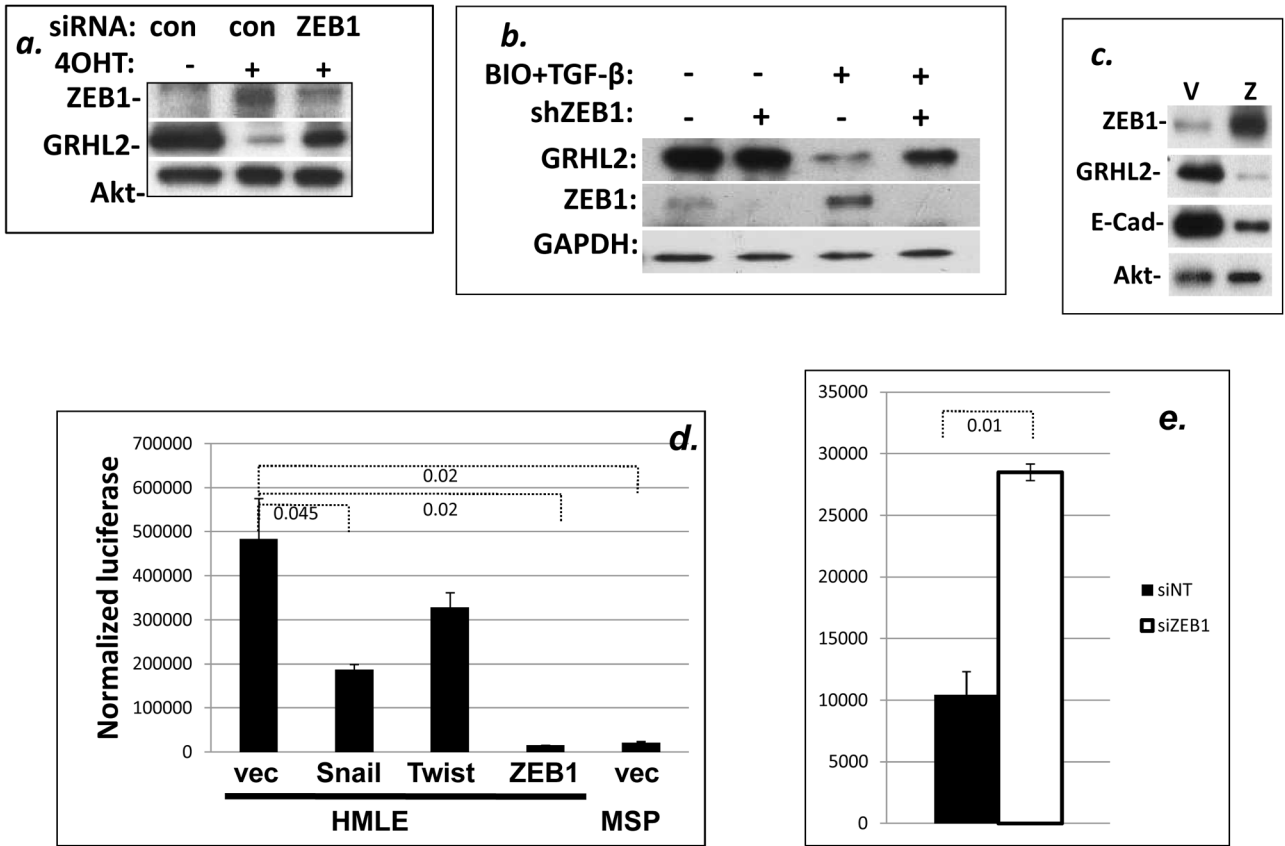 a.
siRNA: con con ZEB1
4OHT: - + +
ZEB1-
GRHL2-
Akt-
b.
BIO+TGF-β: - - + +
shZEB1: - + - +
GRHL2:
ZEB1:
GAPDH:
c.
V Z
ZEB1-
GRHL2-
E-Cad-
Akt-
d.
Normalized luciferase
700000
600000
500000
400000
300000
200000
100000
0
0.02
0.045 0.02
vec Snail Twist ZEB1 vec
HMLE MSP
e.
35000
30000
25000
20000
15000
10000
5000
0
0.01
siNT
siZEB1